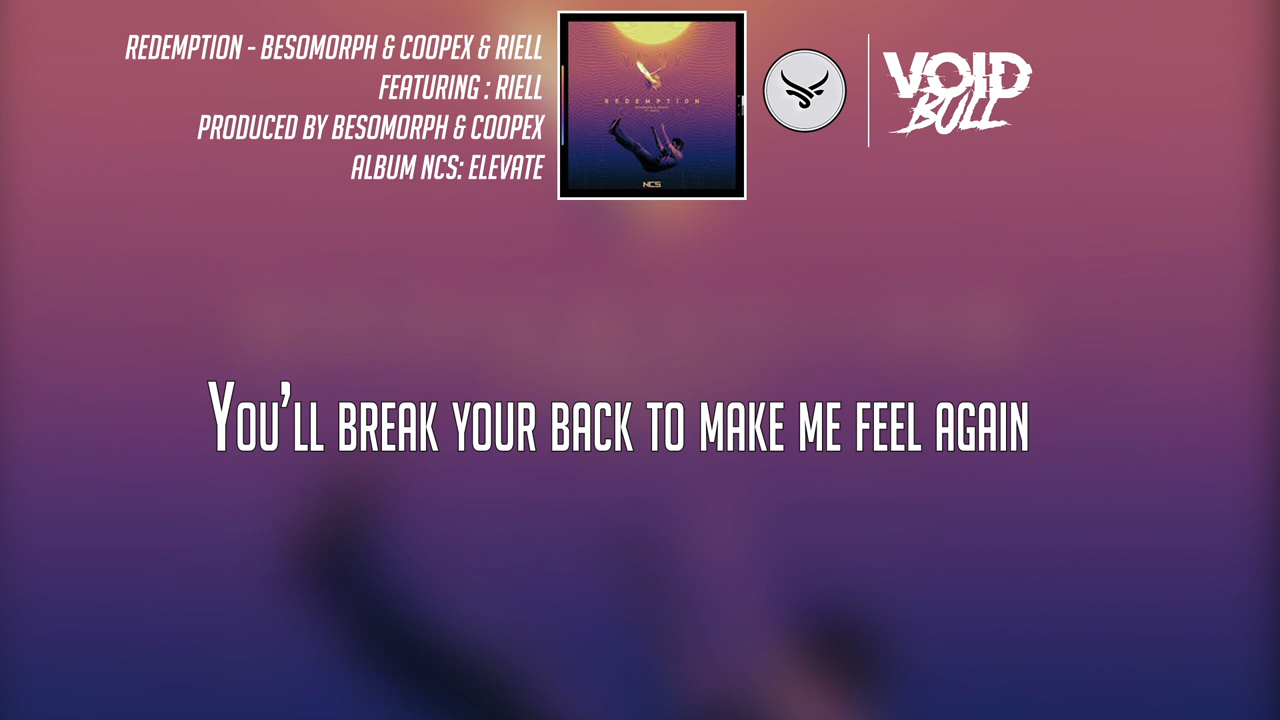 REDEMPTION - BESOMORPH & COOPEX & RIELL
FEATURING : RIELL
PRODUCED BY BESOMORPH & COOPEX
ALBUM NCS: ELEVATE
REDEMPTION
NCS
VOID
BULL
You'll break your back to make me feel again